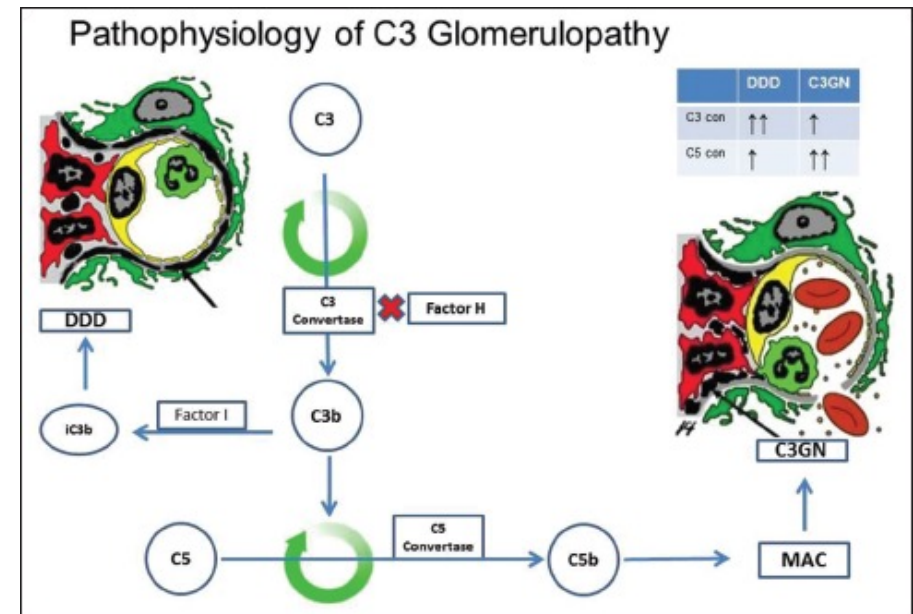 Pathophysiology of C3 Glomerulopathy
DDD C3GN
C3 con ↑↑ ↑
C5 con ↑ ↑↑
C3
C3
Convertase
Factor H
DDD
Factor I
iC3b
C3b
C3GN
C5
C5
Convertase
C5b
MAC